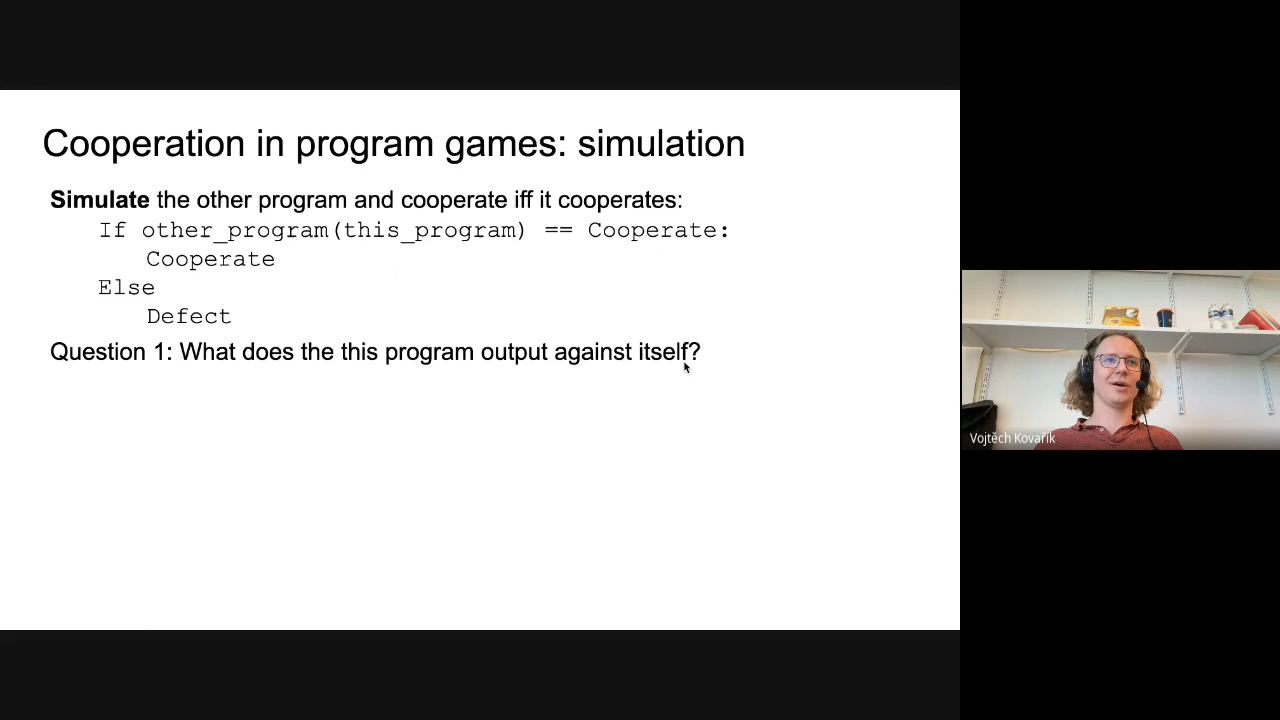 Cooperation in program games: simulation
Simulate the other program and cooperate iff it cooperates:
If other_program(this_program) == Cooperate:
Cooperate
Else
Defect
Question 1: What does the this program output against itself?
Vojtěch Kovařík